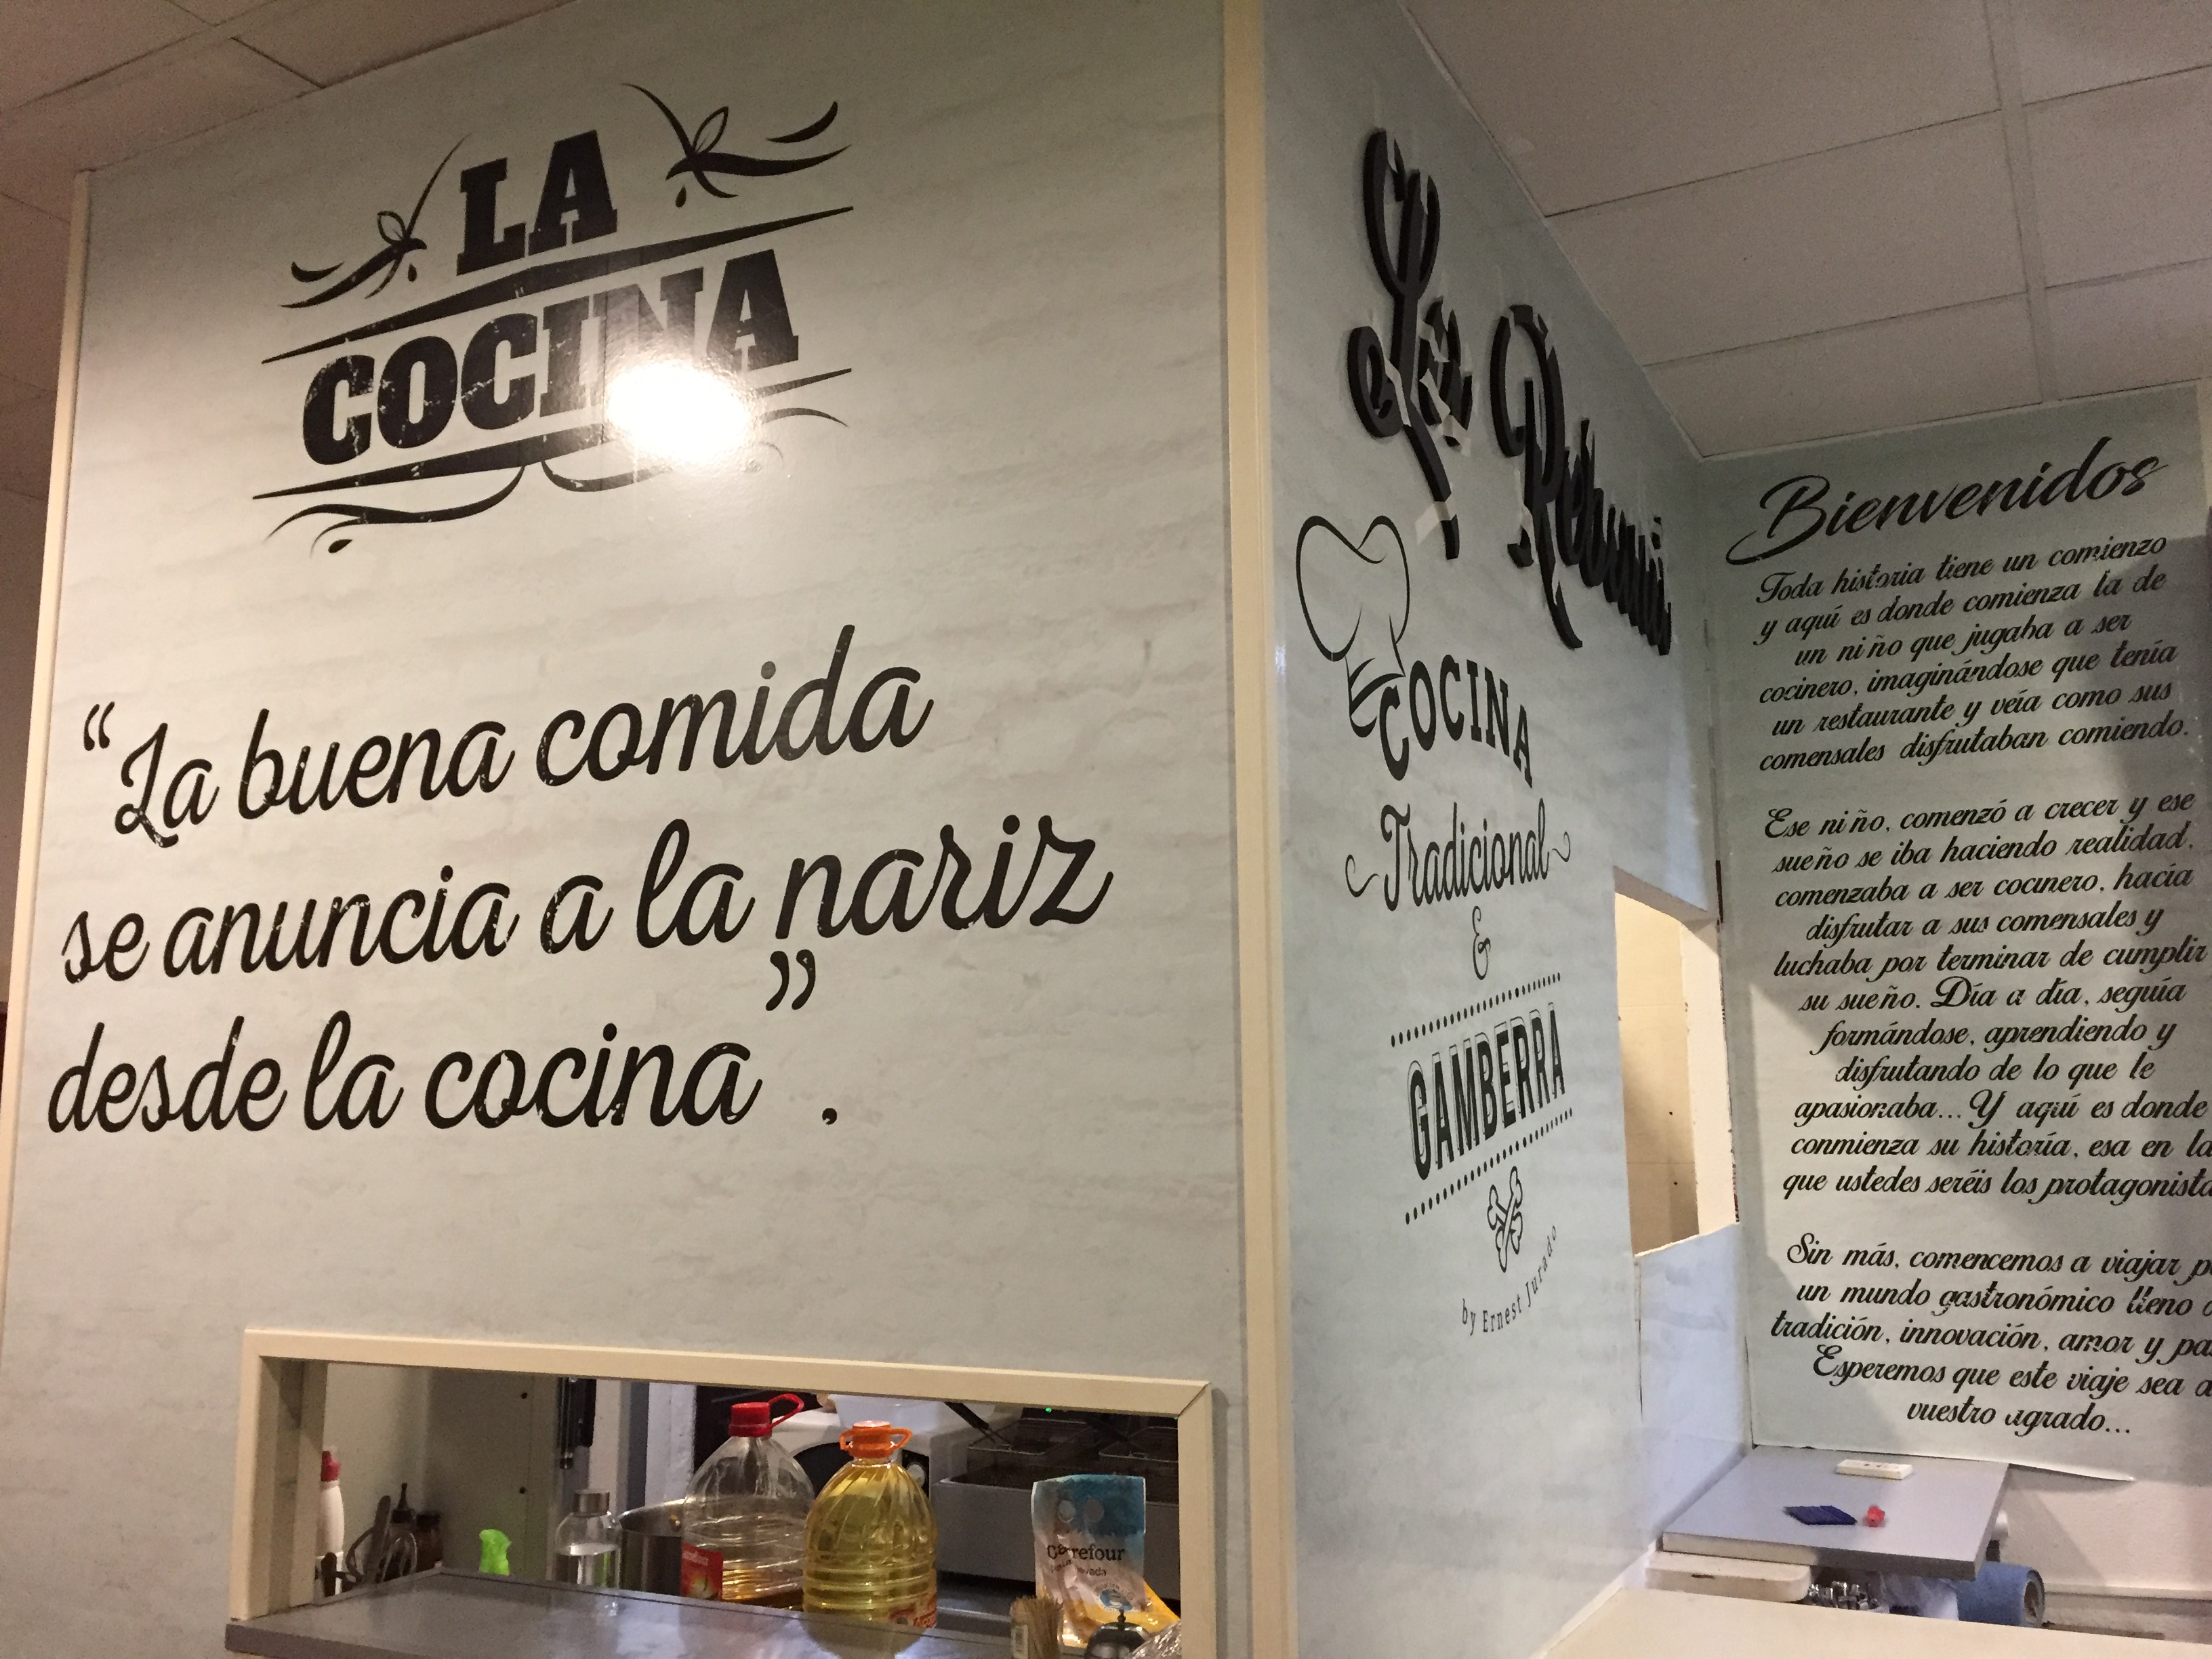 LA
COCINA
“La buena comida
se anuncia a la nariz
desde la cocina”.
COCINA
Tradicional
&
GAMBERRA
by Ernest Jurado
Bienvenidos
Toda historia tiene un comienzo
y aquí es donde comienza la de
un niño que jugaba a ser
cocinero, imaginándose que tenía
un restaurante y veía como sus
comensales disfrutaban comiendo.
Ese niño, comenzó a crecer y ese
sueño se iba haciendo realidad,
comenzaba a ser cocinero, hacía
disfrutar a sus comensales y
luchaba por terminar de cumplir
su sueño. Día a día, seguía
formándose, aprendiendo y
disfrutando de lo que le
apasionaba...Y aquí es donde
conmienza su historía, esa en la
que ustedes seréis los protagonista
Sin más, comencemos a viajar p
un mundo gastronómico lleno d
tradición, innovación, amor y pa
Esperemos que este viaje sea a
vuestro agrado...
Carrefour